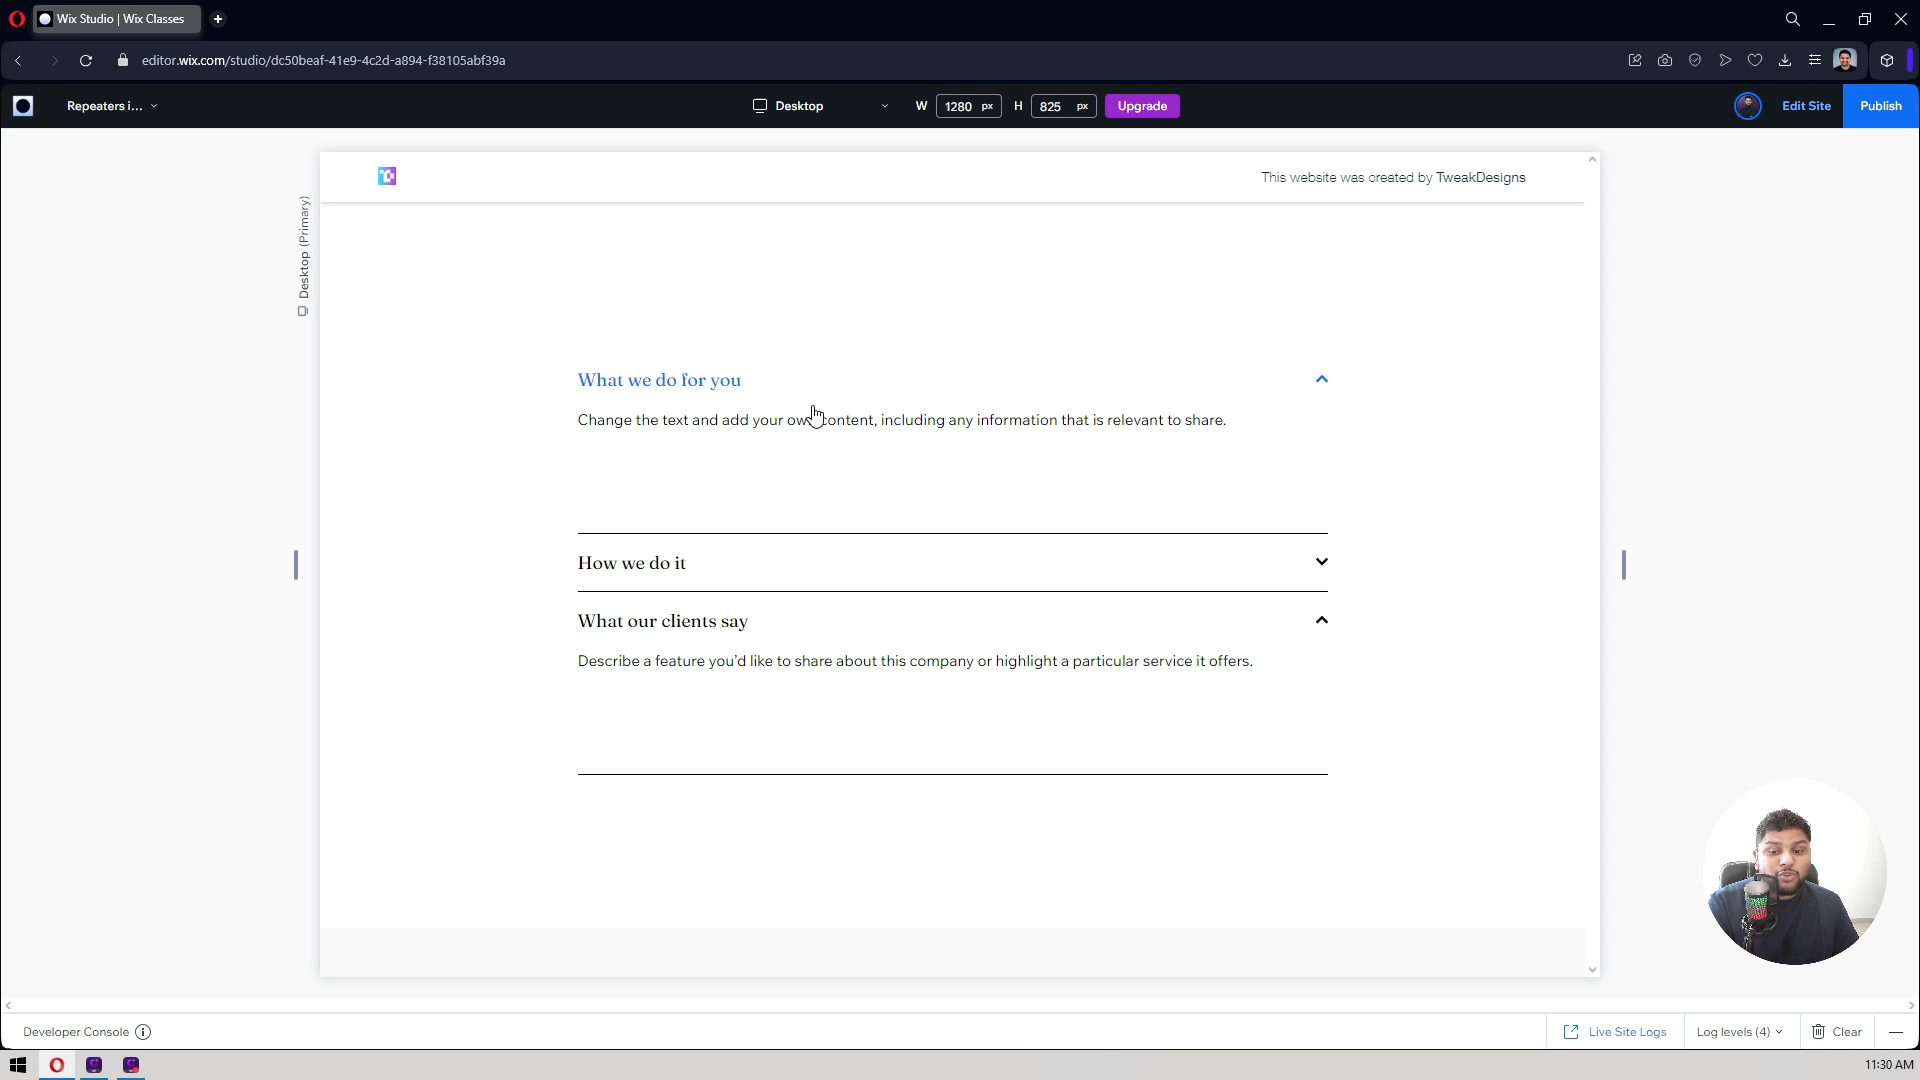 Wix Studio | Wix Classes
editor.wix.com/studio/dc50beaf-41e9-4c2d-a894-f38105abf39a
Repeaters i... Desktop W 1280 px H 825 px Upgrade Edit Site Publish
This website was created by TweakDesigns
Desktop (Primary)
What we do for you
Change the text and add your own content, including any information that is relevant to share.
How we do it
What our clients say
Describe a feature you'd like to share about this company or highlight a particular service it offers.
Developer Console Live Site Logs Log levels (4) Clear
11:30 AM